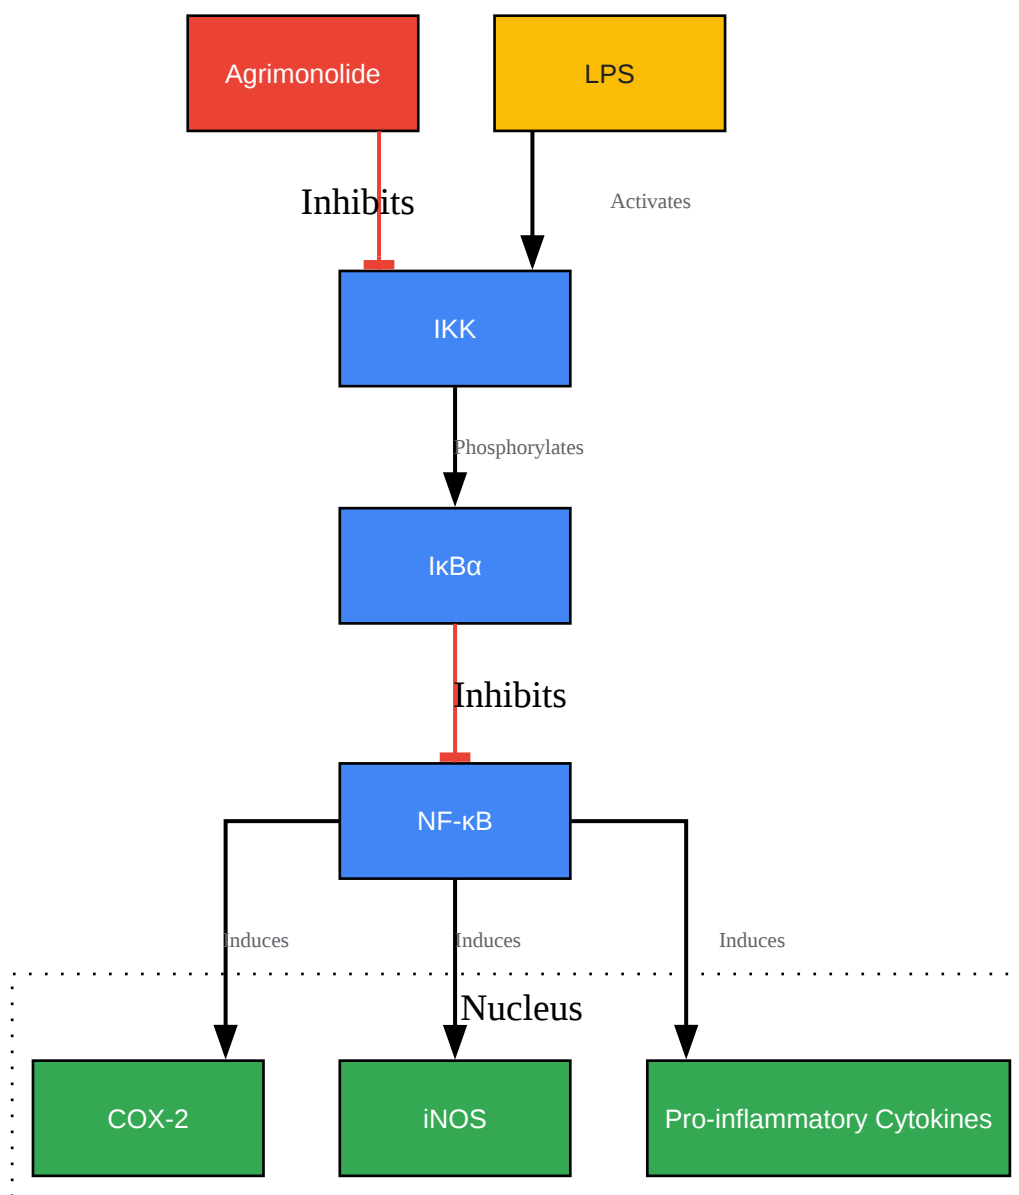 Agrimonolide
LPS
Inhibits
Activates
IKK
Phosphorylates
IκBα
Inhibits
NF-κB
Induces
Induces
Induces
Nucleus
COX-2
iNOS
Pro-inflammatory Cytokines